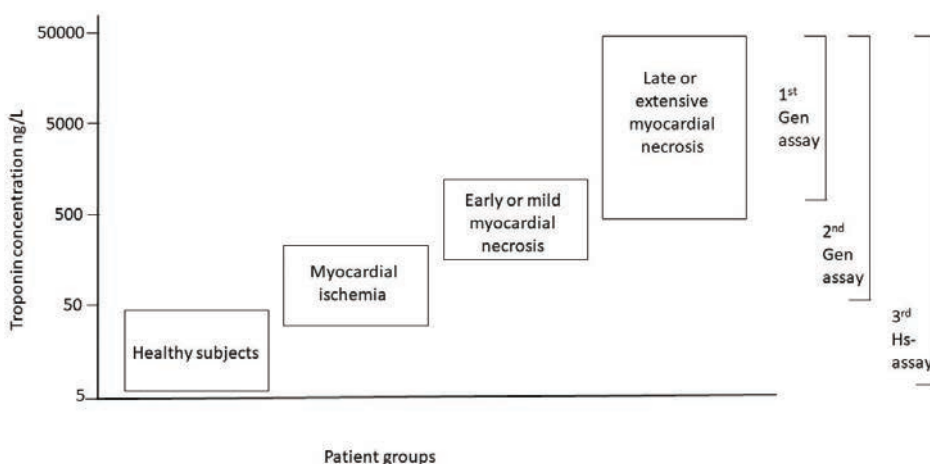 50000
5000
500
50
5
Troponin concentration ng/L
Healthy subjects
Myocardial
ischemia
Early or mild
myocardial
necrosis
Late or
extensive
myocardial
necrosis
1st
Gen
assay
2nd
Gen
assay
3rd
Hs-
assay
Patient groups